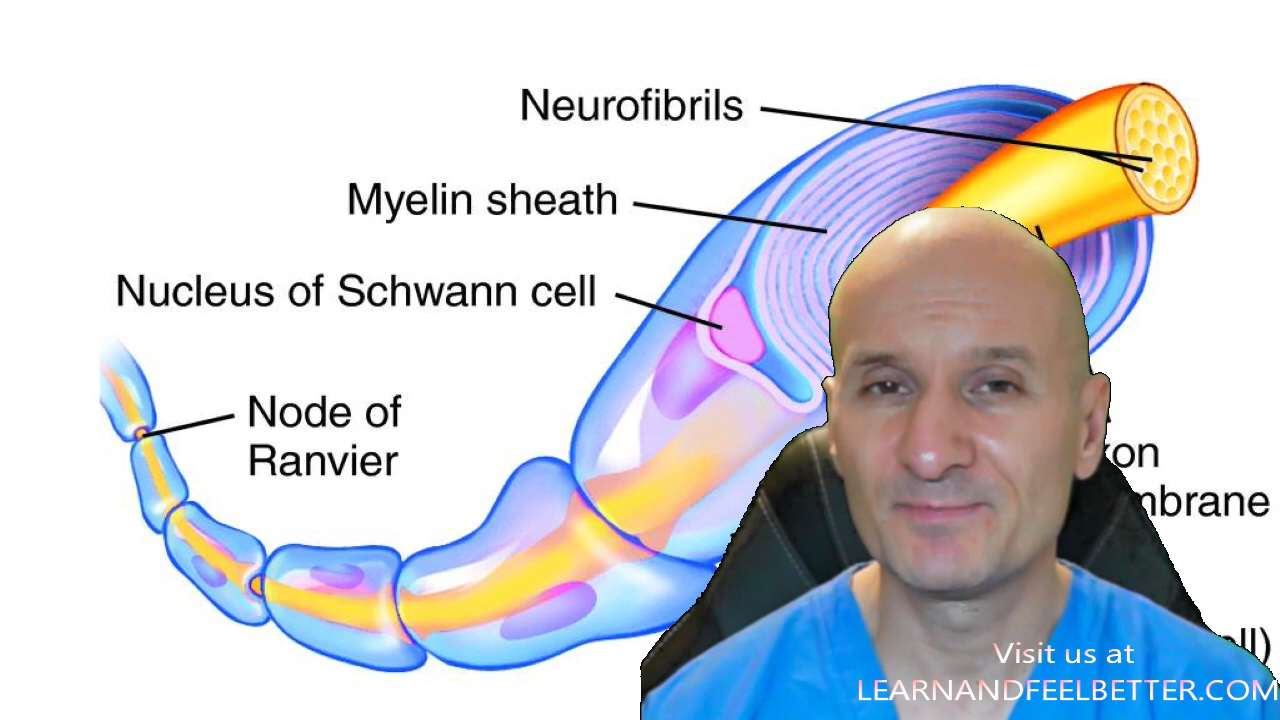 Neurofibrils
Myelin sheath
Nucleus of Schwann cell
Node of
Ranvier
Visit us at
LEARNANDFEELBETTER.COM